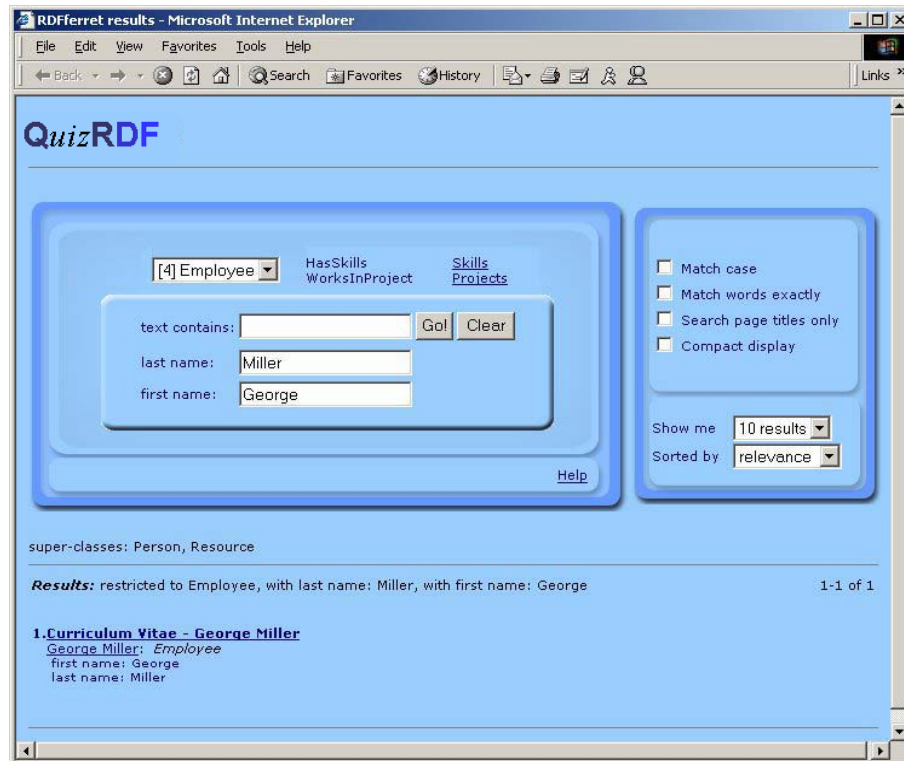 RDFferret results - Microsoft Internet Explorer
File Edit View Favorites Tools Help
Back Search Favorites History Links »
QuizRDF
[4] Employee HasSkills Skills
WorksInProject Projects
text contains: Go! Clear
last name: Miller
first name: George
Help
Match case
Match words exactly
Search page titles only
Compact display
Show me 10 results
Sorted by relevance
super-classes: Person, Resource
Results: restricted to Employee, with last name: Miller, with first name: George 1-1 of 1
1.Curriculum Vitae - George Miller
George Miller: Employee
first name: George
last name: Miller